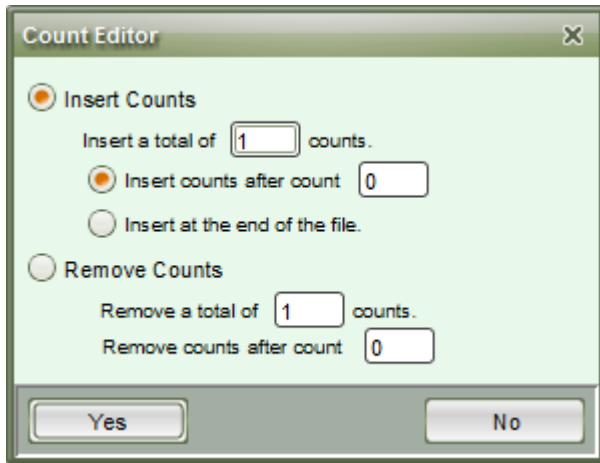 Count Editor
Insert Counts
Insert a total of 1 counts.
Insert counts after count 0
Insert at the end of the file.
Remove Counts
Remove a total of 1 counts.
Remove counts after count 0
Yes No